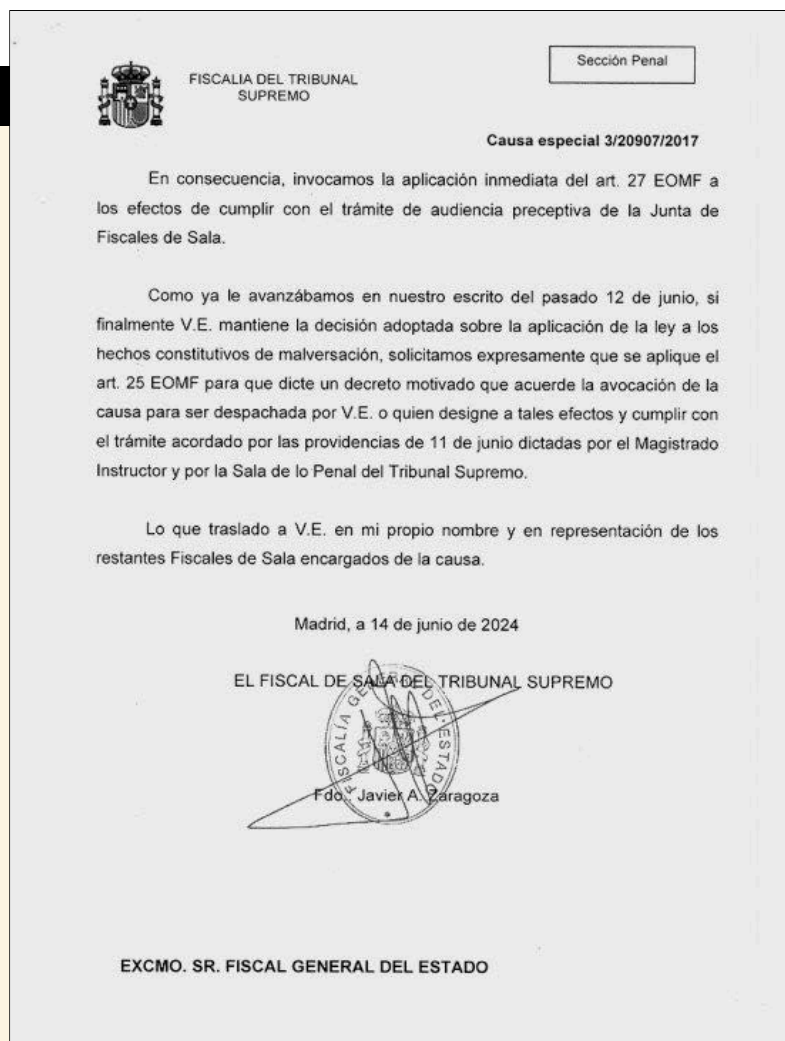 FISCALIA DEL TRIBUNAL
SUPREMO
Sección Penal
Causa especial 3/20907/2017
En consecuencia, invocamos la aplicación inmediata del art. 27 EOMF a
los efectos de cumplir con el trámite de audiencia preceptiva de la Junta de
Fiscales de Sala.
Como ya le avanzábamos en nuestro escrito del pasado 12 de junio, si
finalmente V.E. mantiene la decisión adoptada sobre la aplicación de la ley a los
hechos constitutivos de malversación, solicitamos expresamente que se aplique el
art. 25 EOMF para que dicte un decreto motivado que acuerde la avocación de la
causa para ser despachada por V.E. o quien designe a tales efectos y cumplir con
el trámite acordado por las providencias de 11 de junio dictadas por el Magistrado
Instructor y por la Sala de lo Penal del Tribunal Supremo.
Lo que traslado a V.E. en mi propio nombre y en representación de los
restantes Fiscales de Sala encargados de la causa.
Madrid, a 14 de junio de 2024
EL FISCAL DE SALA DEL TRIBUNAL SUPREMO
FISCALÍA GENERAL DEL ESTADO
Fdo.: Javier A. Zaragoza
EXCMO. SR. FISCAL GENERAL DEL ESTADO